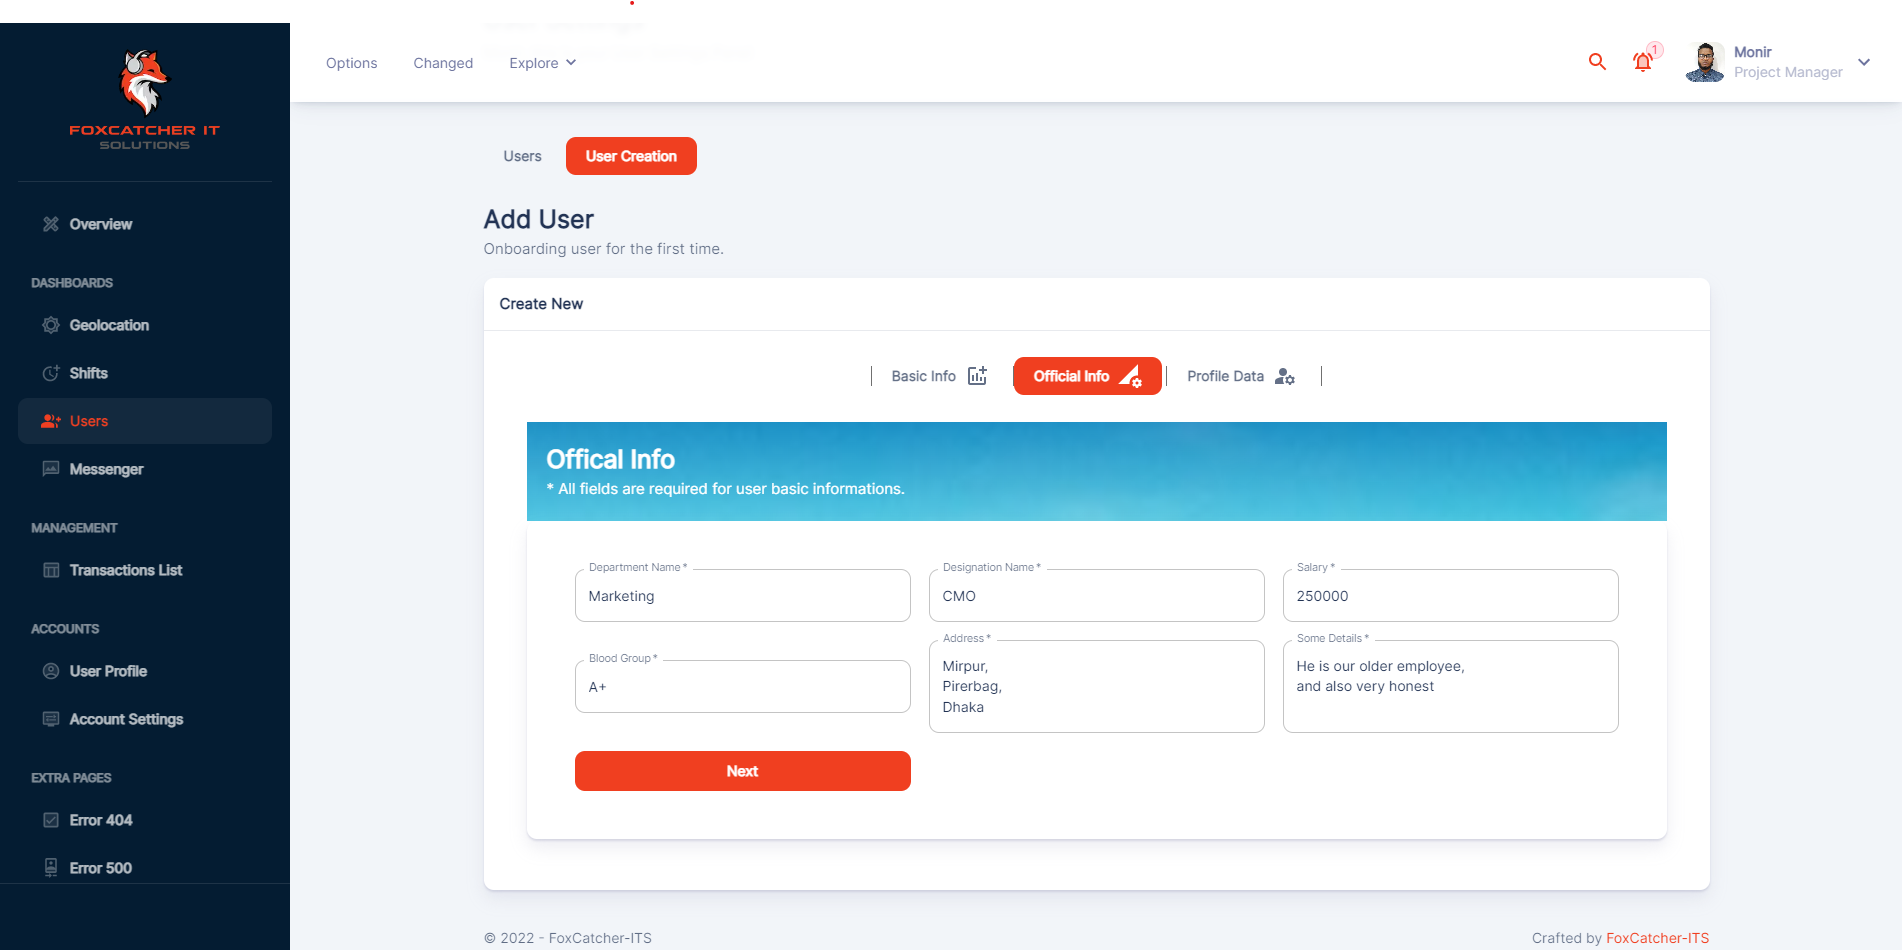 FOXCATCHER IT
SOLUTIONS
Overview
DASHBOARDS
Geolocation
Shifts
Users
Messenger
MANAGEMENT
Transactions List
ACCOUNTS
User Profile
Account Settings
EXTRA PAGES
Error 404
Error 500
Options
Changed
Explore
1
Monir
Project Manager
Users
User Creation
Add User
Onboarding user for the first time.
Create New
Basic Info
Official Info
Profile Data
Offical Info
* All fields are required for user basic informations.
Department Name *
Marketing
Designation Name *
CMO
Salary *
250000
Blood Group *
A+
Address *
Mirpur,
Pirerbag,
Dhaka
Some Details *
He is our older employee,
and also very honest
Next
© 2022 - FoxCatcher-ITS
Crafted by FoxCatcher-ITS